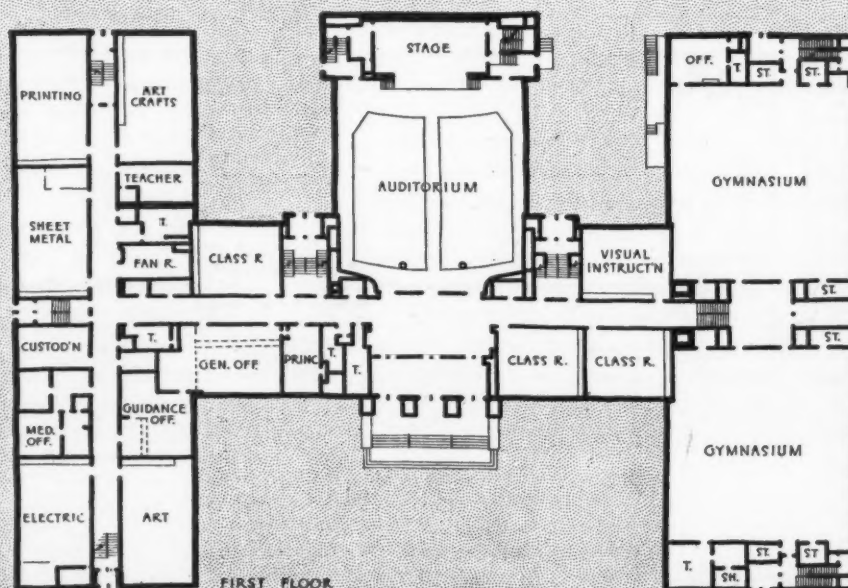 STAGE
OFF.
T.
ST.
ST.
PRINTING
ART
CRAFTS
TEACHER
AUDITORIUM
GYMNASIUM
SHEET
METAL
T.
FAN R.
CLASS R
VISUAL
INSTRUCT'N
ST.
CUSTOD'N
T.
GEN. OFF.
PRINC.
T.
T.
CLASS R.
CLASS R.
ST.
MED.
OFF.
GUIDANCE
OFF.
GYMNASIUM
ELECTRIC
ART
T.
SH.
ST.
ST
FIRST FLOOR